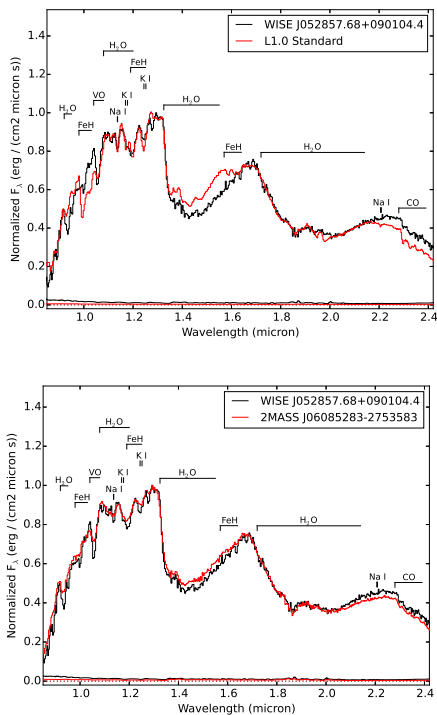 1.4
1.2
1.0
0.8
0.6
0.4
0.2
0.0
Normalized Fλ (erg / (cm2 micron s))
WISE J052857.68+090104.4
L1.0 Standard
H₂O
FeH
K I
VO
H₂O
H₂O
Na I
K I
FeH
FeH
H₂O
Na I
CO
1.0 1.2 1.4 1.6 1.8 2.0 2.2 2.4
Wavelength (micron)
1.4
1.2
1.0
0.8
0.6
0.4
0.2
0.0
Normalized Fλ (erg / (cm2 micron s))
WISE J052857.68+090104.4
2MASS J06085283-2753583
H₂O
FeH
K I
VO
H₂O
H₂O
K I
Na I
FeH
FeH
H₂O
Na I
CO
1.0 1.2 1.4 1.6 1.8 2.0 2.2 2.4
Wavelength (micron)